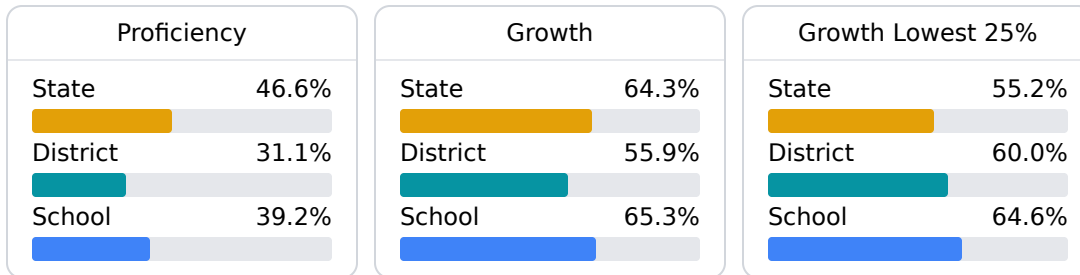 Proficiency
State 46.6%
District 31.1%
School 39.2%
Growth
State 64.3%
District 55.9%
School 65.3%
Growth Lowest 25%
State 55.2%
District 60.0%
School 64.6%